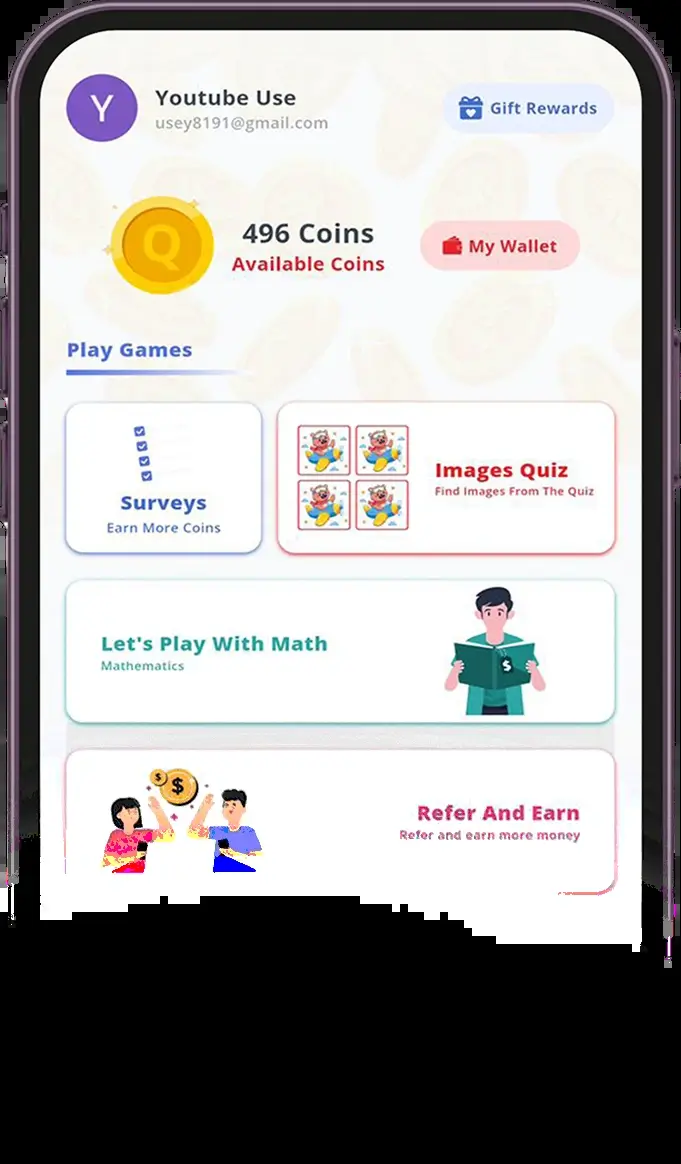 Y
Youtube Use
usey8191@gmail.com
Gift Rewards
Q
496 Coins
Available Coins
My Wallet
Play Games
Surveys
Earn More Coins
Images Quiz
Find Images From The Quiz
Let's Play With Math
Mathematics
$
$
$
Refer And Earn
Refer and earn more money